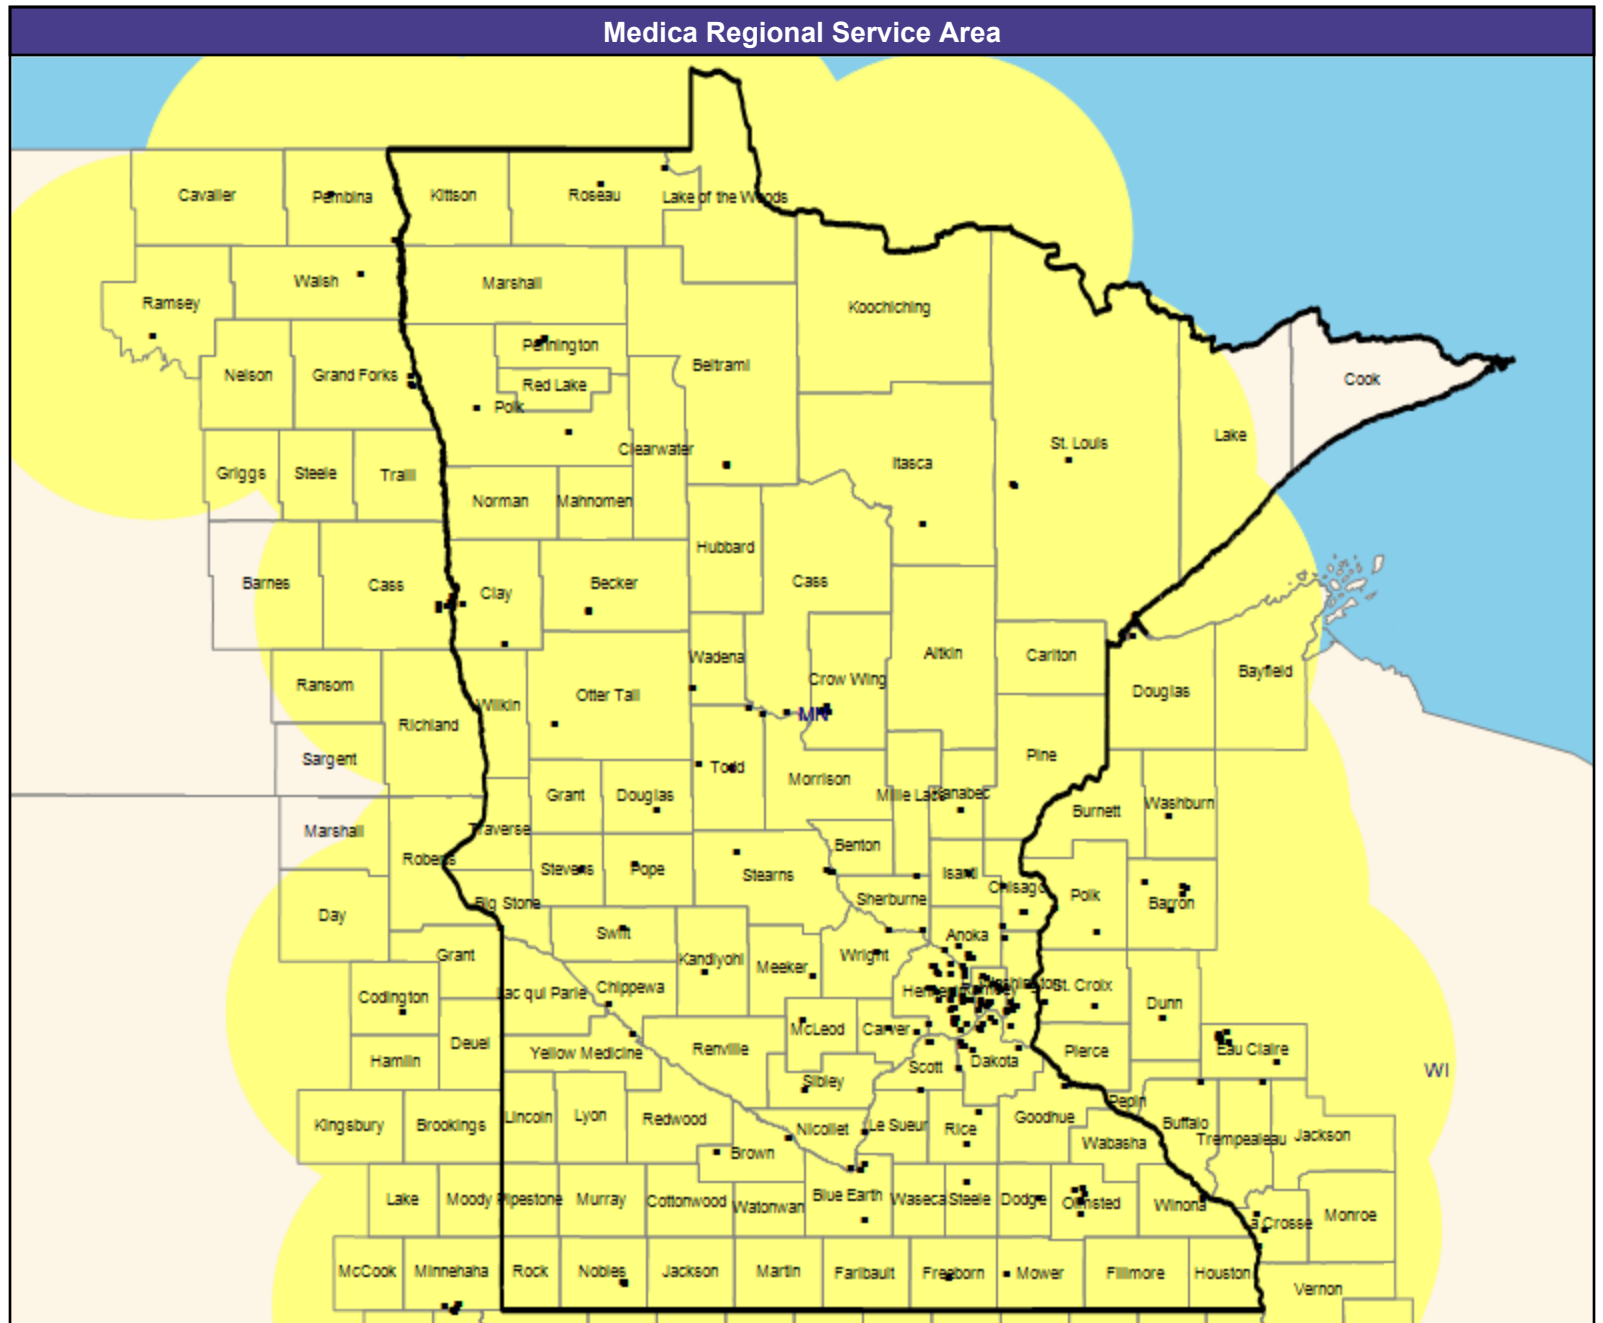 Medica Regional Service Area
Cavalier
Pembina
Kittson
Roseau
Lake of the Woods
Walsh
Marshall
Ramsey
Koochiching
Pennington
Nelson
Grand Forks
Red Lake
Beltrami
Cook
Polk
Clearwater
St. Louis
Lake
Itasca
Griggs
Steele
Traill
Norman
Mahnomen
Hubbard
Cass
Barnes
Cass
Clay
Becker
Wadena
Crow Wing
Aitkin
Carlton
Douglas
Bayfield
Ransom
Richland
Wilkin
Otter Tail
MN
Sargent
Todd
Morrison
Pine
Grant
Douglas
Mille Lacs
Kanabec
Burnett
Washburn
Marshall
Roberts
Traverse
Stevens
Pope
Stearns
Benton
Isanti
Chisago
Polk
Barron
Day
Big Stone
Sherburne
Swift
Anoka
Grant
Kandiyohi
Meeker
Wright
Codington
Lac qui Parle
Chippewa
Hennepin
Ramsey
Washington
St. Croix
Dunn
Deuel
Hamlin
Yellow Medicine
Renville
McLeod
Carver
Scott
Dakota
Pierce
Eau Claire
WI
Sibley
Kingsbury
Brookings
Lincoln
Lyon
Redwood
Nicollet
Le Sueur
Rice
Goodhue
Pepin
Buffalo
Trempealeau
Jackson
Wabasha
Brown
Lake
Moody
Pipestone
Murray
Cottonwood
Watonwan
Blue Earth
Waseca
Steele
Dodge
Olmsted
Winona
La Crosse
Monroe
McCook
Minnehaha
Rock
Nobles
Jackson
Martin
Faribault
Freeborn
Mower
Fillmore
Houston
Vernon